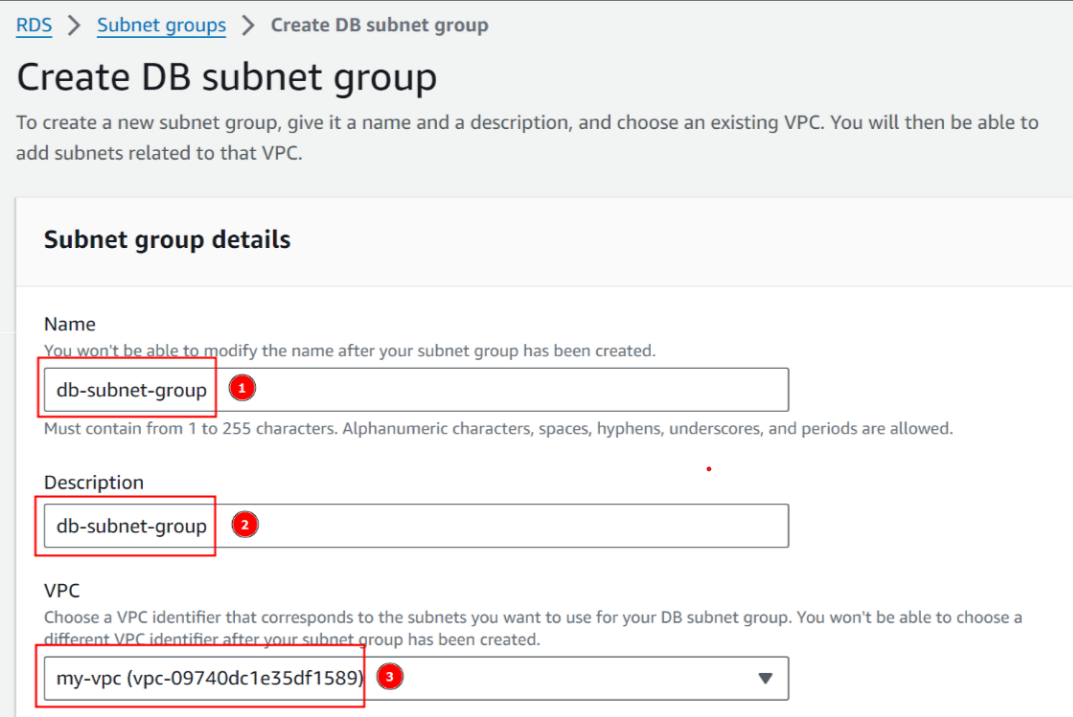 RDS > Subnet groups > Create DB subnet group
Create DB subnet group
To create a new subnet group, give it a name and a description, and choose an existing VPC. You will then be able to
add subnets related to that VPC.
Subnet group details
Name
You won't be able to modify the name after your subnet group has been created.
db-subnet-group 1
Must contain from 1 to 255 characters. Alphanumeric characters, spaces, hyphens, underscores, and periods are allowed.
Description
db-subnet-group 2
VPC
Choose a VPC identifier that corresponds to the subnets you want to use for your DB subnet group. You won't be able to choose a
different VPC identifier after your subnet group has been created.
my-vpc (vpc-09740dc1e35df1589) 3